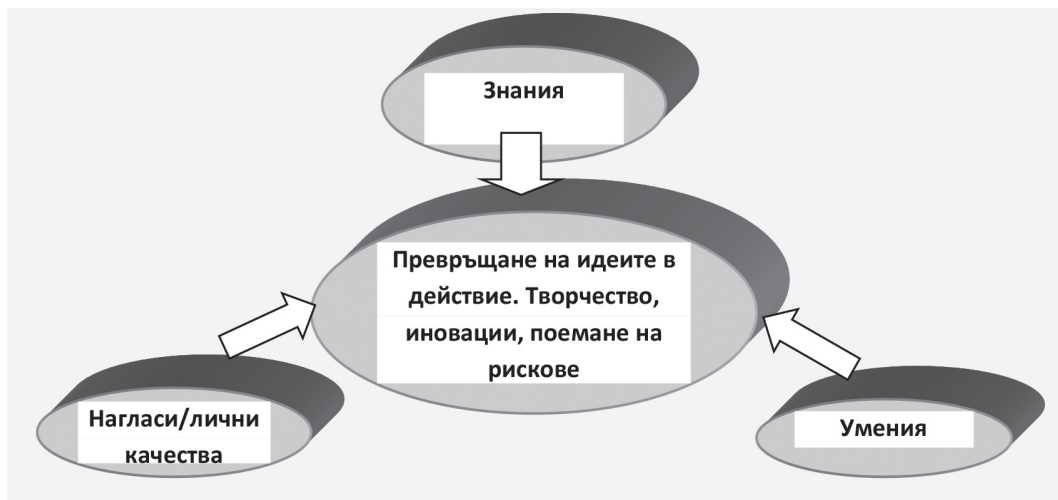 Знания
Превръщане на идеите в
действие. Творчество,
иновации, поемане на
рискове
Нагласи/лични
качества
Умения